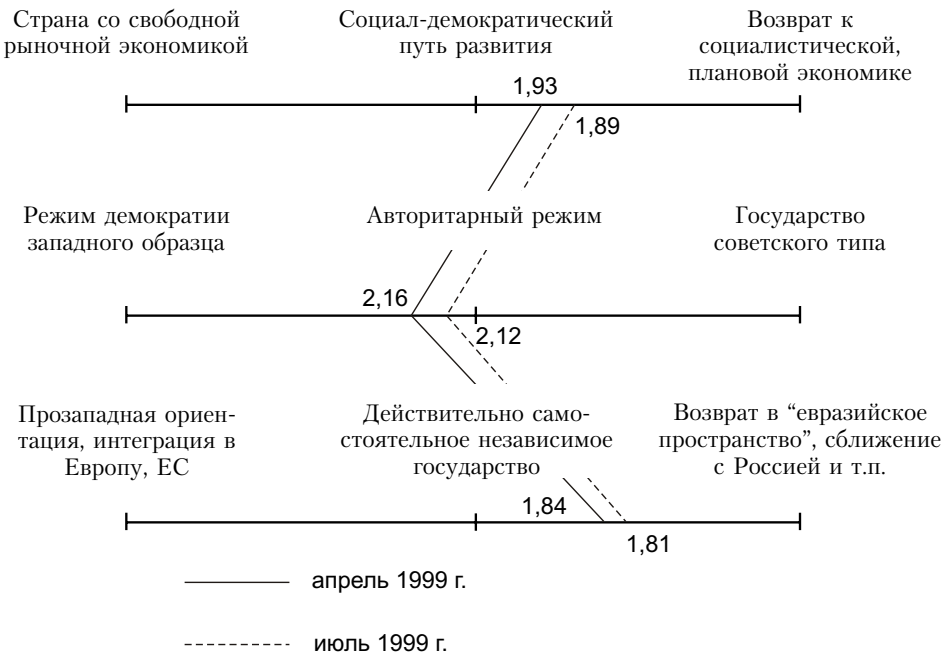 Страна со свободной
рыночной экономикой
Социал-демократический
путь развития
Возврат к
социалистической,
плановой экономике
1,93
1,89
Режим демократии
западного образца
Авторитарный режим
Государство
советского типа
2,16
2,12
Прозападная ориен-
тация, интеграция в
Европу, ЕС
Действительно само-
стоятельное независимое
государство
Возврат в “евразийское
пространство”, сближение
с Россией и т.п.
1,84
1,81
апрель 1999 г.
июль 1999 г.